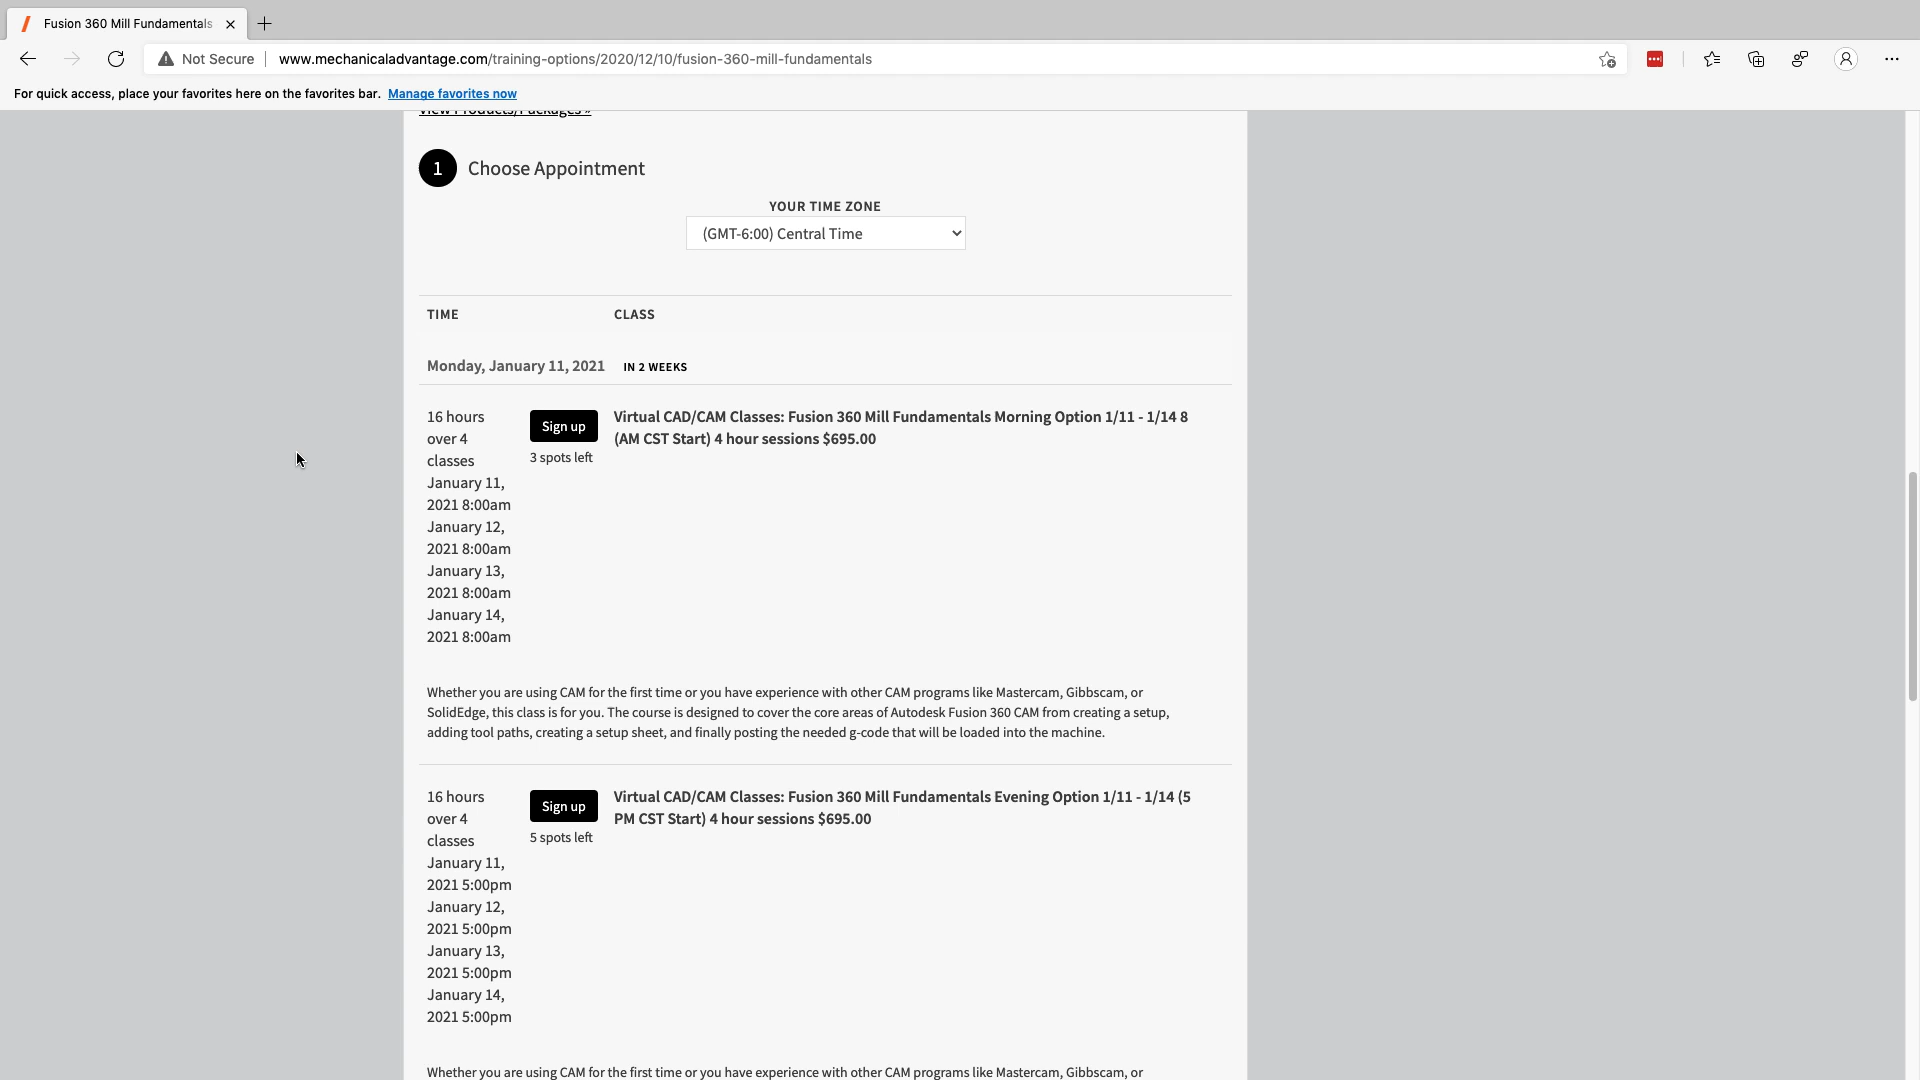 Fusion 360 Mill Fundamentals
Not Secure
www.mechanicaladvantage.com/training-options/2020/12/10/fusion-360-mill-fundamentals
For quick access, place your favorites here on the favorites bar. Manage favorites now
View Products/Packages »
1 Choose Appointment
YOUR TIME ZONE
(GMT-6:00) Central Time
TIME CLASS
Monday, January 11, 2021 IN 2 WEEKS
16 hours
over 4
classes
January 11,
2021 8:00am
January 12,
2021 8:00am
January 13,
2021 8:00am
January 14,
2021 8:00am
Sign up
3 spots left
Virtual CAD/CAM Classes: Fusion 360 Mill Fundamentals Morning Option 1/11 - 1/14 8
(AM CST Start) 4 hour sessions $695.00
Whether you are using CAM for the first time or you have experience with other CAM programs like Mastercam, Gibbscam, or
SolidEdge, this class is for you. The course is designed to cover the core areas of Autodesk Fusion 360 CAM from creating a setup,
adding tool paths, creating a setup sheet, and finally posting the needed g-code that will be loaded into the machine.
16 hours
over 4
classes
January 11,
2021 5:00pm
January 12,
2021 5:00pm
January 13,
2021 5:00pm
January 14,
2021 5:00pm
Sign up
5 spots left
Virtual CAD/CAM Classes: Fusion 360 Mill Fundamentals Evening Option 1/11 - 1/14 (5
PM CST Start) 4 hour sessions $695.00
Whether you are using CAM for the first time or you have experience with other CAM programs like Mastercam, Gibbscam, or